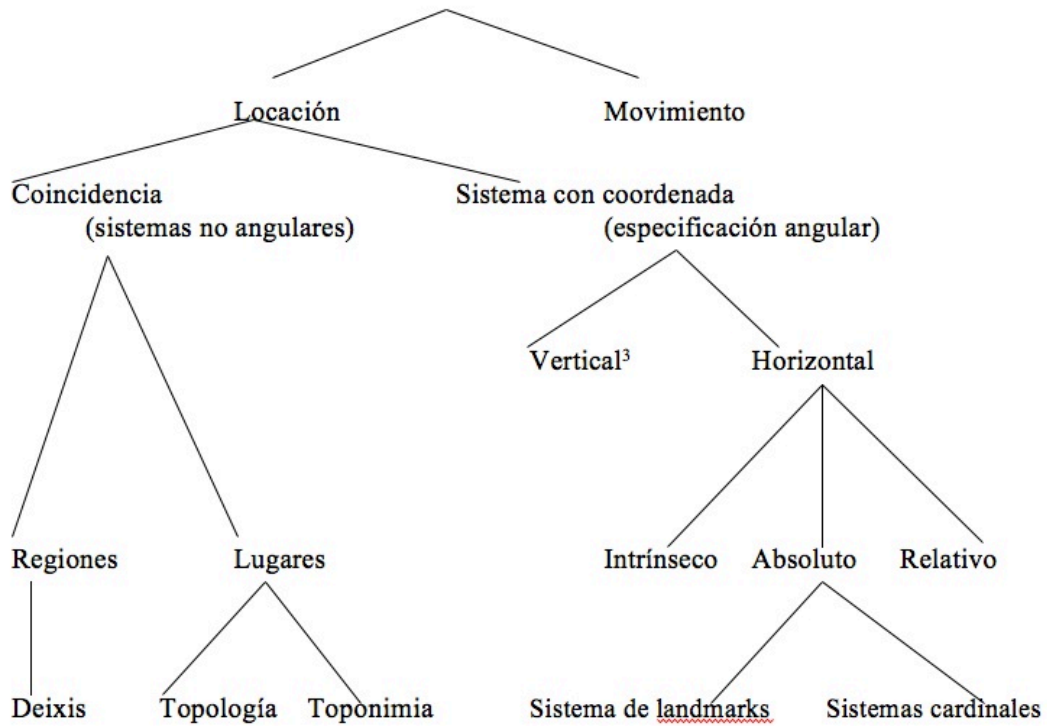 Locación Movimiento
Coincidencia Sistema con coordenada
(sistemas no angulares) (especificación angular)
Vertical³ Horizontal
Regiones Lugares Intrínseco Absoluto Relativo
Deixis Topología Toponimia Sistema de landmarks Sistemas cardinales